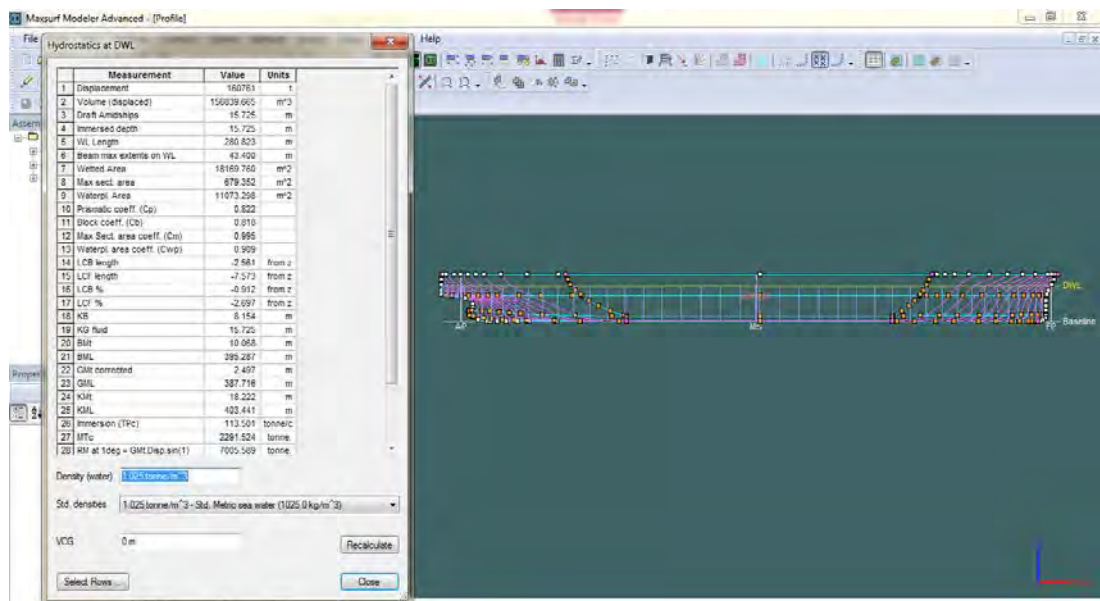 Maxsurf Modeler Advanced - [Profile]
File
Help
Hydrostatics at DWL
Measurement Value Units
1 Displacement 160761 t
2 Volume (displaced) 156839.665 m^3
3 Draft Amidships 15.725 m
4 Immersed depth 15.725 m
5 WL Length 280.823 m
6 Beam max extents on WL 43.400 m
7 Wetted Area 18169.760 m^2
8 Max sect. area 679.352 m^2
9 Waterpl. Area 11073.298 m^2
10 Prismatic coeff. (Cp) 0.822
11 Block coeff. (Cb) 0.818
12 Max Sect. area coeff. (Cm) 0.995
13 Waterpl. area coeff. (Cwp) 0.909
14 LCB length -2.561 from z
15 LCF length -7.573 from z
16 LCB % -0.912 from z
17 LCF % -2.697 from z
18 KB 8.154 m
19 KG fluid 15.725 m
20 BMt 10.068 m
21 BML 395.287 m
22 GMt corrected 2.497 m
23 GML 387.716 m
24 KMt 18.222 m
25 KML 403.441 m
26 Immersion (TPc) 113.501 tonne/c
27 MTc 2291.524 tonne.
28 RM at 1deg = GMt.Disp.sin(1) 7005.589 tonne.
Density (water) 1.025 tonne/m^3
Std. densities 1.025 tonne/m^3 - Std. Metric sea water (1025.0 kg/m^3)
VCG 0 m
Recalculate
Select Rows ...
Close
Assem
Proper
DWL
Baseline
AP
MS
FP